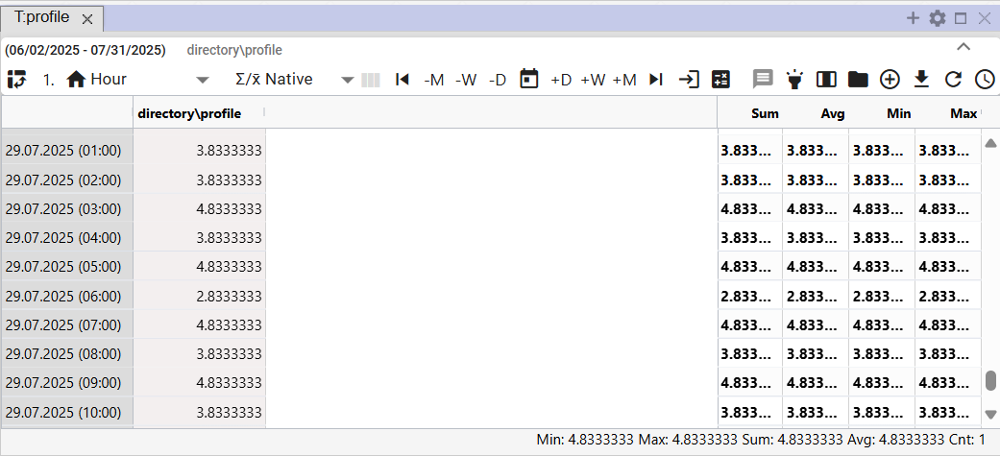 T:profile
(06/02/2025 - 07/31/2025) directory\profile
1. Hour Σ/x̄ Native -M -W -D +D +W +M
directory\profile Sum Avg Min Max
29.07.2025 (01:00) 3.8333333 3.833... 3.833... 3.833... 3.833...
29.07.2025 (02:00) 3.8333333 3.833... 3.833... 3.833... 3.833...
29.07.2025 (03:00) 4.8333333 4.833... 4.833... 4.833... 4.833...
29.07.2025 (04:00) 3.8333333 3.833... 3.833... 3.833... 3.833...
29.07.2025 (05:00) 4.8333333 4.833... 4.833... 4.833... 4.833...
29.07.2025 (06:00) 2.8333333 2.833... 2.833... 2.833... 2.833...
29.07.2025 (07:00) 4.8333333 4.833... 4.833... 4.833... 4.833...
29.07.2025 (08:00) 3.8333333 3.833... 3.833... 3.833... 3.833...
29.07.2025 (09:00) 4.8333333 4.833... 4.833... 4.833... 4.833...
29.07.2025 (10:00) 3.8333333 3.833... 3.833... 3.833... 3.833...
Min: 4.8333333 Max: 4.8333333 Sum: 4.8333333 Avg: 4.8333333 Cnt: 1